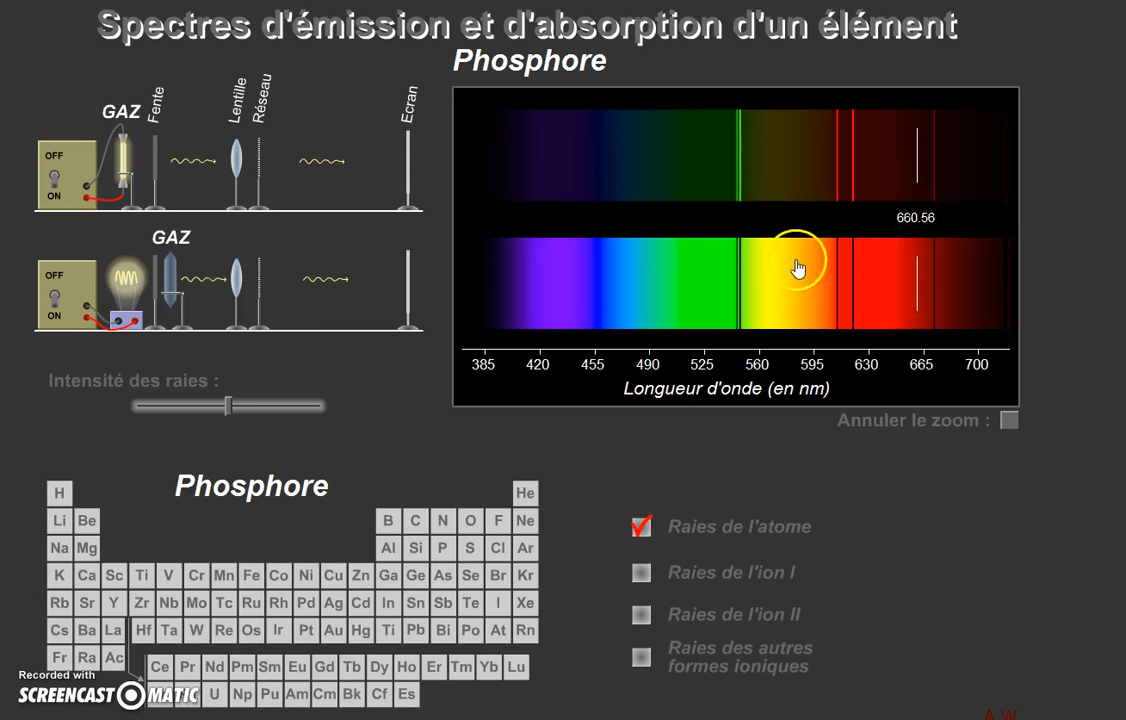 Spectres d'émission et d'absorption d'un élément
Phosphore
GAZ
Fente
Lentille
Réseau
Ecran
OFF
ON
660.56
GAZ
OFF
ON
385 420 455 490 525 560 595 630 665 700
Longueur d'onde (en nm)
Intensité des raies :
Annuler le zoom :
Phosphore
H He
Li Be B C N O F Ne
Na Mg Al Si P S Cl Ar
K Ca Sc Ti V Cr Mn Fe Co Ni Cu Zn Ga Ge As Se Br Kr
Rb Sr Y Zr Nb Mo Tc Ru Rh Pd Ag Cd In Sn Sb Te I Xe
Cs Ba La Hf Ta W Re Os Ir Pt Au Hg Ti Pb Bi Po At Rn
Fr Ra Ac
Ce Pr Nd Pm Sm Eu Gd Tb Dy Ho Er Tm Yb Lu
U Np Pu Am Cm Bk Cf Es
Raies de l'atome
Raies de l'ion I
Raies de l'ion II
Raies des autres
formes ioniques
Recorded with
SCREENCAST MATIC
A.W.